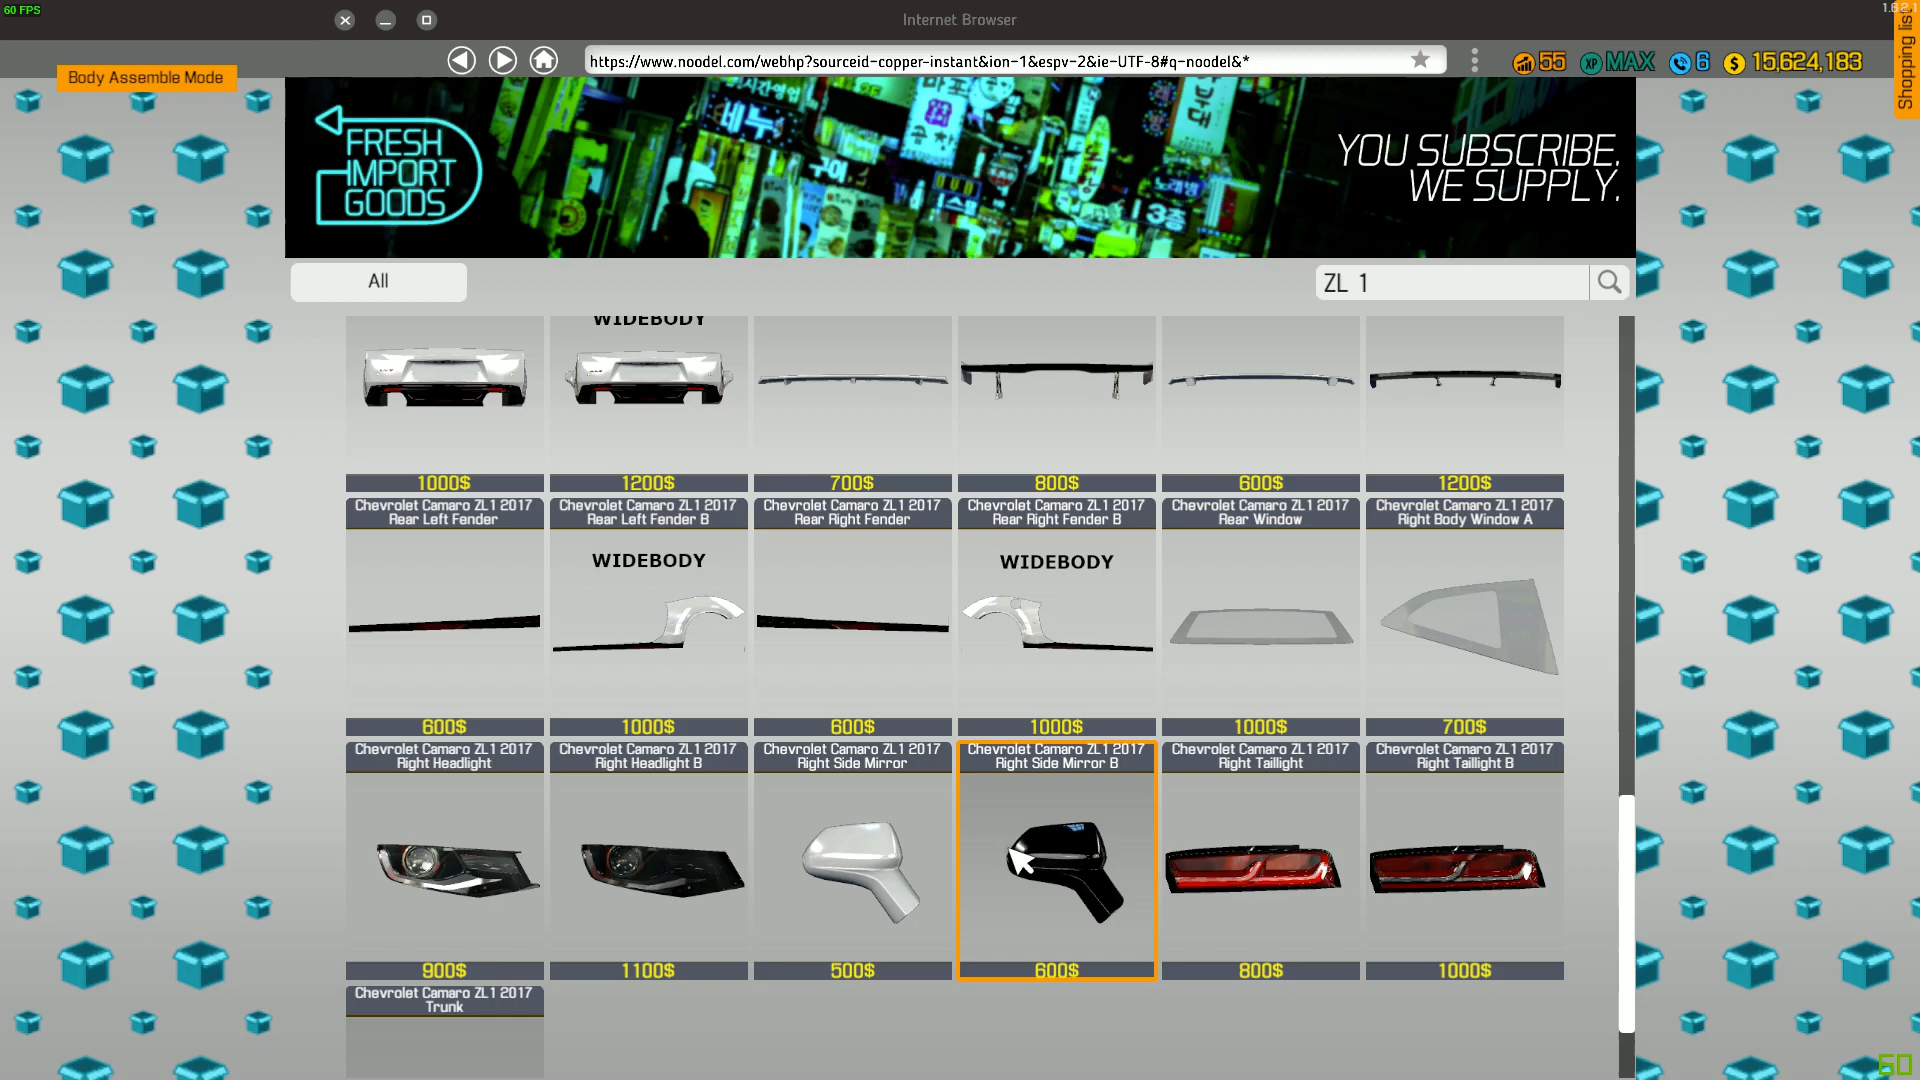 60 FPS
Internet Browser
1.6.2.1
Shopping list
https://www.noodel.com/webhp?sourceid-copper-instant&ion-1&espv-2&ie-UTF-8#q-noodel&*
55
XP MAX
6
$ 15,624,183
Body Assemble Mode
FRESH
IMPORT
GOODS
YOU SUBSCRIBE.
WE SUPPLY.
All
ZL 1
WIDEBODY
1000$
1200$
700$
800$
600$
1200$
Chevrolet Camaro ZL1 2017
Rear Left Fender
Chevrolet Camaro ZL1 2017
Rear Left Fender B
Chevrolet Camaro ZL1 2017
Rear Right Fender
Chevrolet Camaro ZL1 2017
Rear Right Fender B
Chevrolet Camaro ZL1 2017
Rear Window
Chevrolet Camaro ZL1 2017
Right Body Window A
WIDEBODY
WIDEBODY
600$
1000$
600$
1000$
1000$
700$
Chevrolet Camaro ZL1 2017
Right Headlight
Chevrolet Camaro ZL1 2017
Right Headlight B
Chevrolet Camaro ZL1 2017
Right Side Mirror
Chevrolet Camaro ZL1 2017
Right Side Mirror B
Chevrolet Camaro ZL1 2017
Right Taillight
Chevrolet Camaro ZL1 2017
Right Taillight B
900$
1100$
500$
600$
800$
1000$
Chevrolet Camaro ZL1 2017
Trunk
60